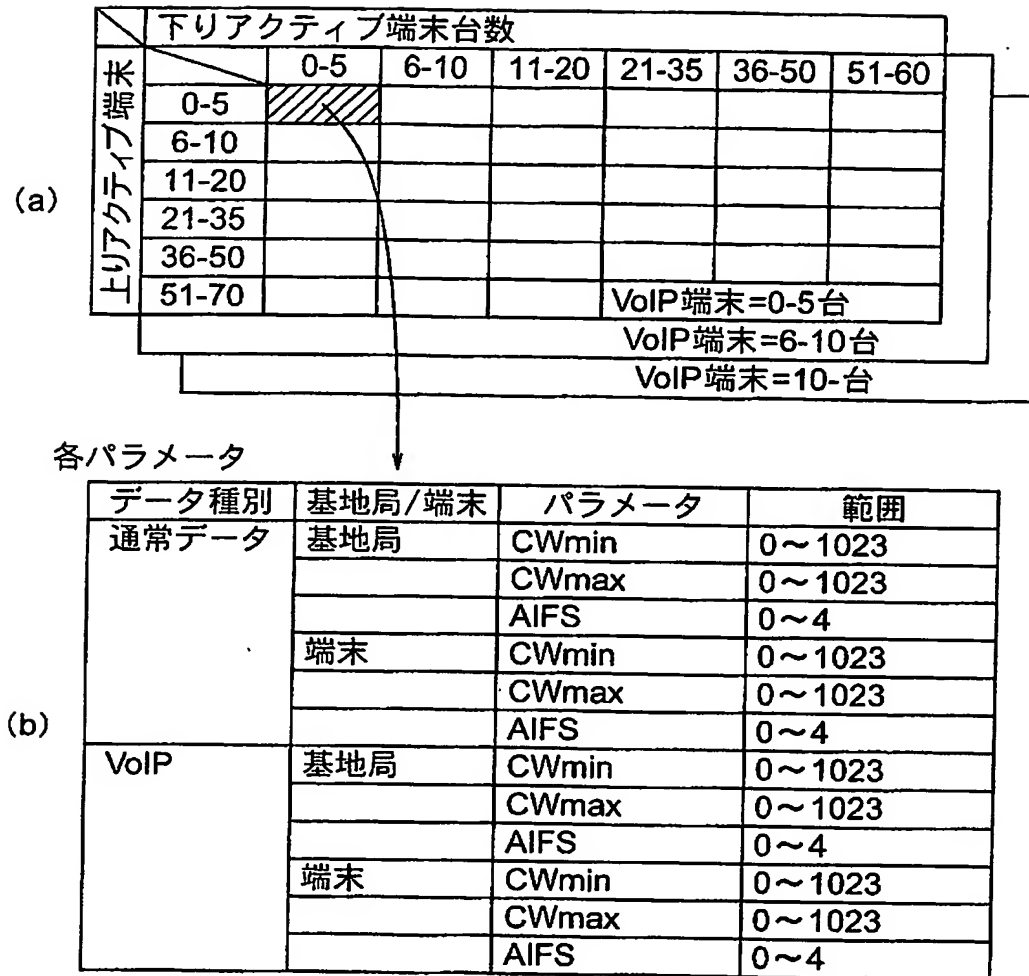 下りアクティブ端末台数
上りアクティブ端末
0-5 6-10 11-20 21-35 36-50 51-60
0-5
6-10
11-20
21-35
36-50
51-70
VoIP端末=0-5台
VoIP端末=6-10台
VoIP端末=10-台
(a)
各パラメータ
データ種別 基地局/端末 パラメータ 範囲
通常データ 基地局 CWmin 0～1023
CWmax 0～1023
AIFS 0～4
端末 CWmin 0～1023
CWmax 0～1023
AIFS 0～4
(b)
VoIP 基地局 CWmin 0～1023
CWmax 0～1023
AIFS 0～4
端末 CWmin 0～1023
CWmax 0～1023
AIFS 0～4